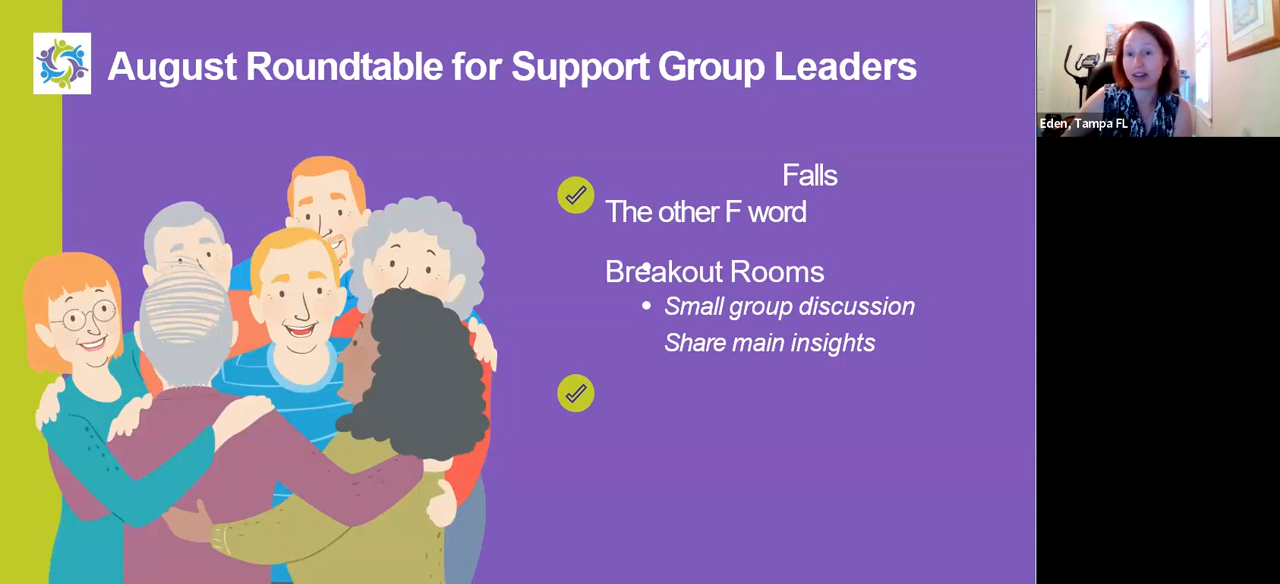 August Roundtable for Support Group Leaders
Eden, Tampa FL
Falls
The other F word
Breakout Rooms
• Small group discussion
Share main insights